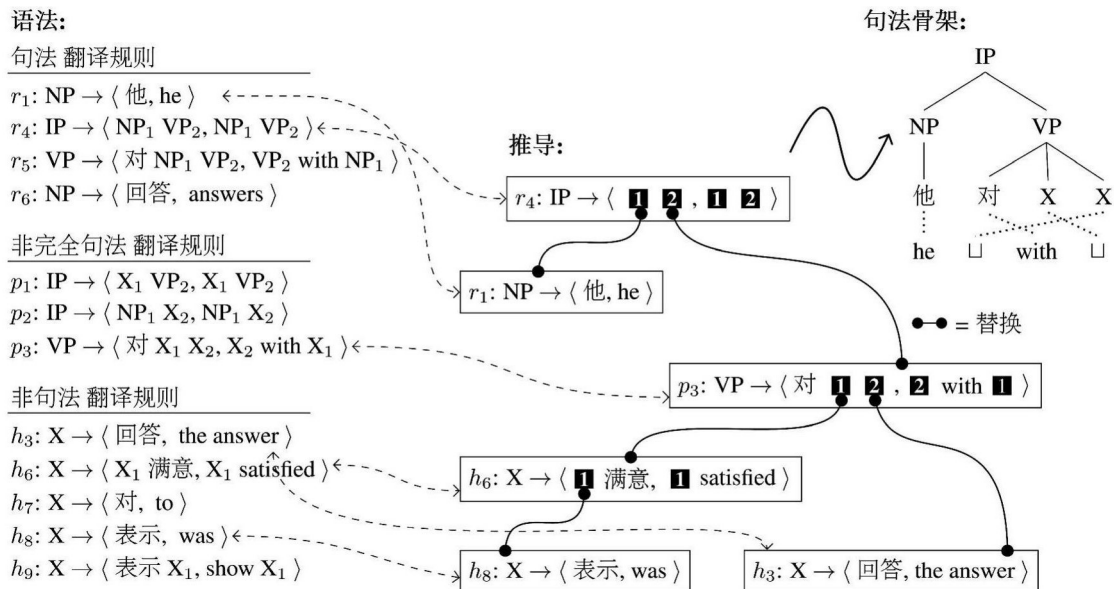 语法:
句法 翻译规则
r₁: NP → ⟨ 他, he ⟩
r₄: IP → ⟨ NP₁ VP₂, NP₁ VP₂ ⟩
r₅: VP → ⟨ 对 NP₁ VP₂, VP₂ with NP₁ ⟩
r₆: NP → ⟨ 回答, answers ⟩
非完全句法 翻译规则
p₁: IP → ⟨ X₁ VP₂, X₁ VP₂ ⟩
p₂: IP → ⟨ NP₁ X₂, NP₁ X₂ ⟩
p₃: VP → ⟨ 对 X₁ X₂, X₂ with X₁ ⟩
非句法 翻译规则
h₃: X → ⟨ 回答, the answer ⟩
h₆: X → ⟨ X₁ 满意, X₁ satisfied ⟩
h₇: X → ⟨ 对, to ⟩
h₈: X → ⟨ 表示, was ⟩
h₉: X → ⟨ 表示 X₁, show X₁ ⟩
推导:
r₄: IP → ⟨ 1 2 , 1 2 ⟩
r₁: NP → ⟨ 他, he ⟩
= 替换
p₃: VP → ⟨ 对 1 2 , 2 with 1 ⟩
h₆: X → ⟨ 1 满意, 1 satisfied ⟩
h₈: X → ⟨ 表示, was ⟩
h₃: X → ⟨ 回答, the answer ⟩
句法骨架:
IP
NP VP
他 对 X X
he ⊔ with ⊔